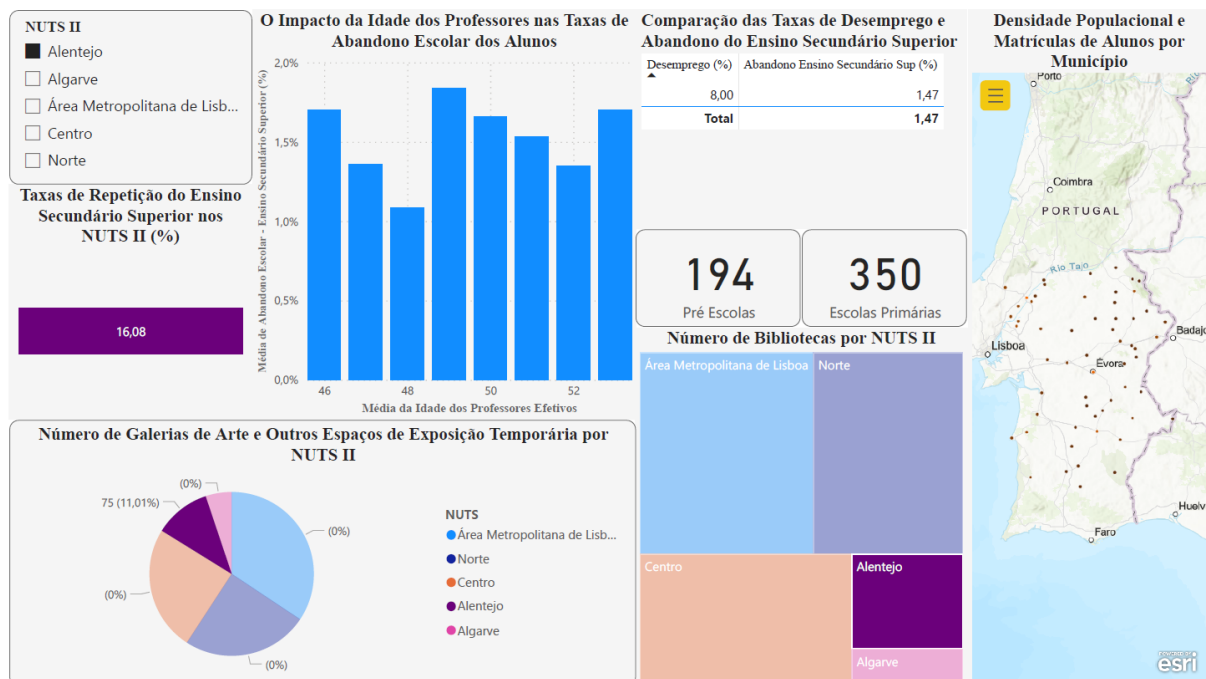 NUTS II
Alentejo
Algarve
Área Metropolitana de Lisb...
Centro
Norte
Taxas de Repetição do Ensino
Secundário Superior nos
NUTS II (%)
16,08
O Impacto da Idade dos Professores nas Taxas de
Abandono Escolar dos Alunos
Média de Abandono Escolar - Ensino Secundário Superior (%)
2,0%
1,5%
1,0%
0,5%
0,0%
46
48
50
52
Média da Idade dos Professores Efetivos
Comparação das Taxas de Desemprego e
Abandono do Ensino Secundário Superior
Desemprego (%) Abandono Ensino Secundário Sup (%)
8,00 1,47
Total 1,47
194
Pré Escolas
350
Escolas Primárias
Número de Bibliotecas por NUTS II
Área Metropolitana de Lisboa
Norte
Centro
Alentejo
Algarve
Número de Galerias de Arte e Outros Espaços de Exposição Temporária por
NUTS II
(0%)
75 (11,01%)
(0%)
(0%)
(0%)
NUTS
Área Metropolitana de Lisb...
Norte
Centro
Alentejo
Algarve
Densidade Populacional e
Matrículas de Alunos por
Município
Porto
Coimbra
PORTUGAL
Río Tajo
Lisboa
Badajo
Évora
Huelv
Faro
POWERED BY
esri